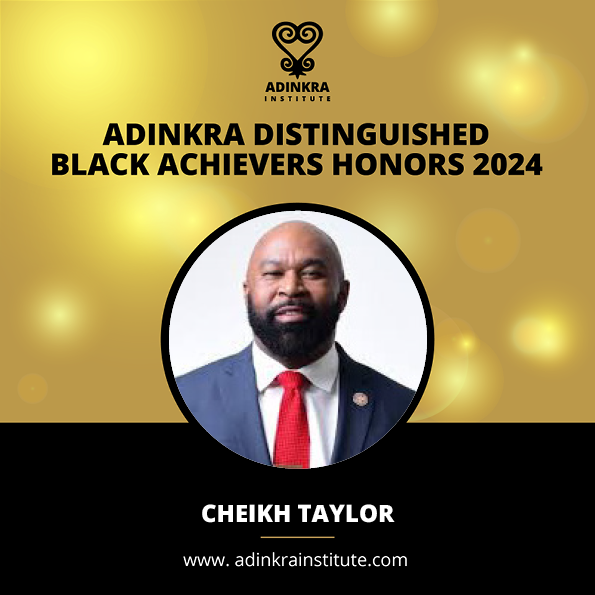 ADINKRA
INSTITUTE
ADINKRA DISTINGUISHED
BLACK ACHIEVERS HONORS 2024
CHEIKH TAYLOR
www. adinkrainstitute.com